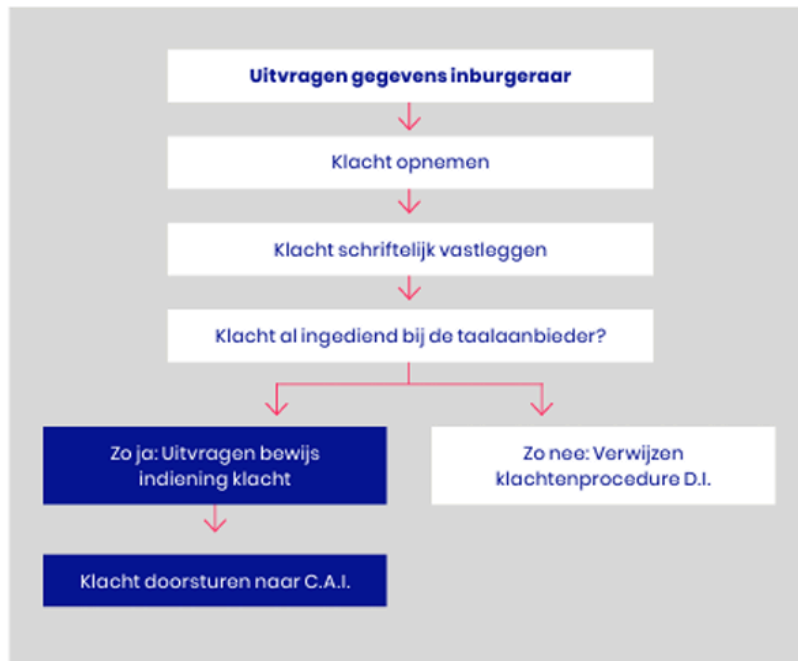 Uitvragen gegevens inburgeraar
Klacht opnemen
Klacht schriftelijk vastleggen
Klacht al ingediend bij de taalaanbieder?
Zo ja: Uitvragen bewijs
indiening klacht
Zo nee: Verwijzen
klachtenprocedure D.I.
Klacht doorsturen naar C.A.I.